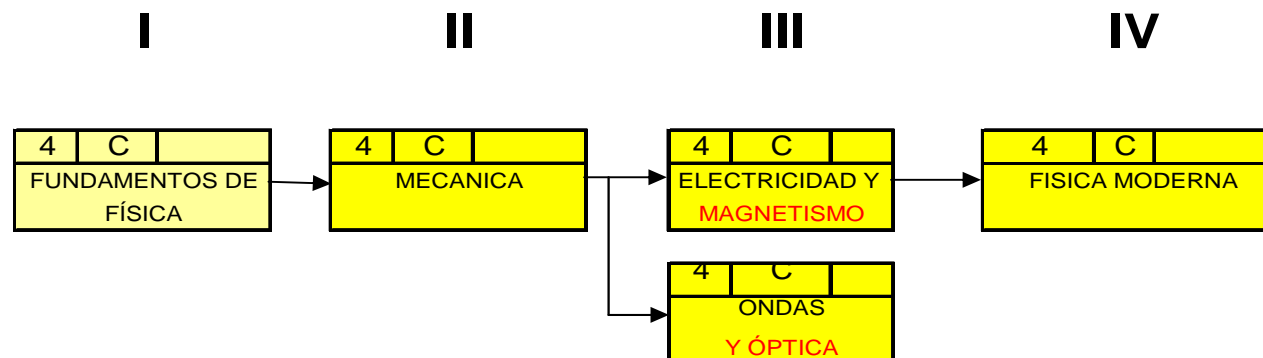 I II III IV
4 C 4 C 4 C 4 C
FUNDAMENTOS DE
FÍSICA
MECANICA
ELECTRICIDAD Y
MAGNETISMO
FISICA MODERNA
4 C
ONDAS
Y ÓPTICA